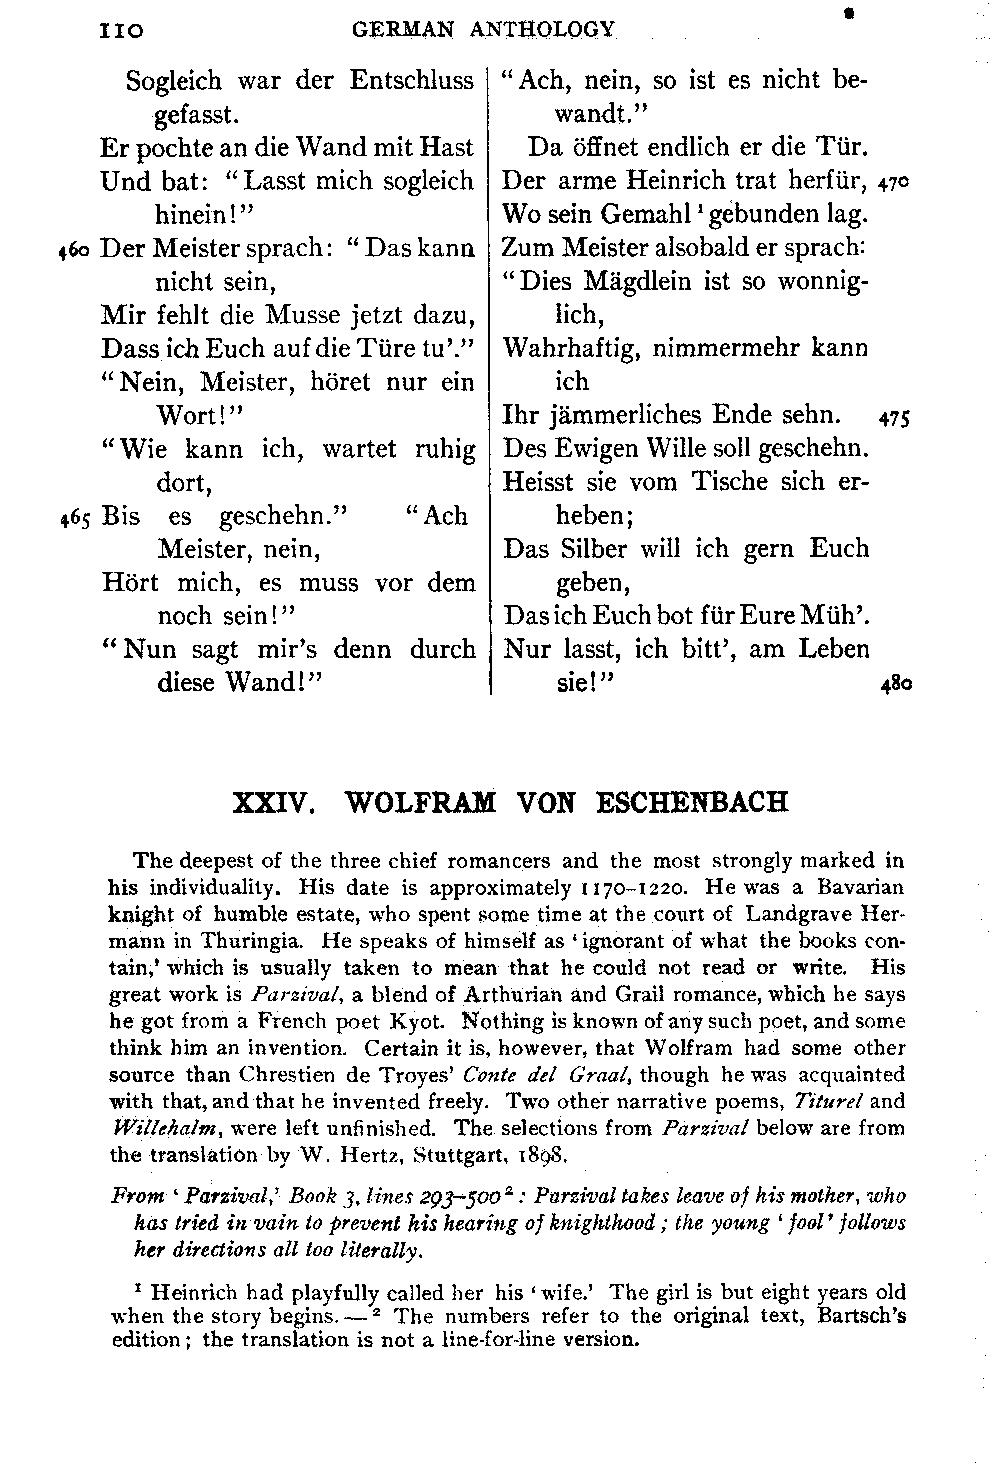 110 GERMAN ANTHOLOGY
Sogleich war der Entschluss
gefasst.
Er pochte an die Wand mit Hast
Und bat: “Lasst mich sogleich
hinein!”
460 Der Meister sprach: “Das kann
nicht sein,
Mir fehlt die Musse jetzt dazu,
Dass ich Euch auf die Türe tu’.”
“Nein, Meister, höret nur ein
Wort!”
“Wie kann ich, wartet ruhig
dort,
465 Bis es geschehn.” “Ach
Meister, nein,
Hört mich, es muss vor dem
noch sein!”
“Nun sagt mir’s denn durch
diese Wand!”
“Ach, nein, so ist es nicht be-
wandt.”
Da öffnet endlich er die Tür.
Der arme Heinrich trat herfür, 470
Wo sein Gemahl¹ gebunden lag.
Zum Meister alsobald er sprach:
“Dies Mägdlein ist so wonnig-
lich,
Wahrhaftig, nimmermehr kann
ich
Ihr jämmerliches Ende sehn. 475
Des Ewigen Wille soll geschehn.
Heisst sie vom Tische sich er-
heben;
Das Silber will ich gern Euch
geben,
Das ich Euch bot für Eure Müh’.
Nur lasst, ich bitt’, am Leben
sie!” 480
XXIV. WOLFRAM VON ESCHENBACH
The deepest of the three chief romancers and the most strongly marked in
his individuality. His date is approximately 1170–1220. He was a Bavarian
knight of humble estate, who spent some time at the court of Landgrave Her-
mann in Thuringia. He speaks of himself as ‘ignorant of what the books con-
tain,’ which is usually taken to mean that he could not read or write. His
great work is Parzival, a blend of Arthurian and Grail romance, which he says
he got from a French poet Kyot. Nothing is known of any such poet, and some
think him an invention. Certain it is, however, that Wolfram had some other
source than Chrestien de Troyes’ Conte del Graal, though he was acquainted
with that, and that he invented freely. Two other narrative poems, Titurel and
Willehalm, were left unfinished. The selections from Parzival below are from
the translation by W. Hertz, Stuttgart, 1898.
From ‘Parzival,’ Book 3, lines 293–500²: Parzival takes leave of his mother, who
has tried in vain to prevent his hearing of knighthood; the young ‘fool’ follows
her directions all too literally.
¹ Heinrich had playfully called her his ‘wife.’ The girl is but eight years old
when the story begins. — ² The numbers refer to the original text, Bartsch’s
edition; the translation is not a line-for-line version.